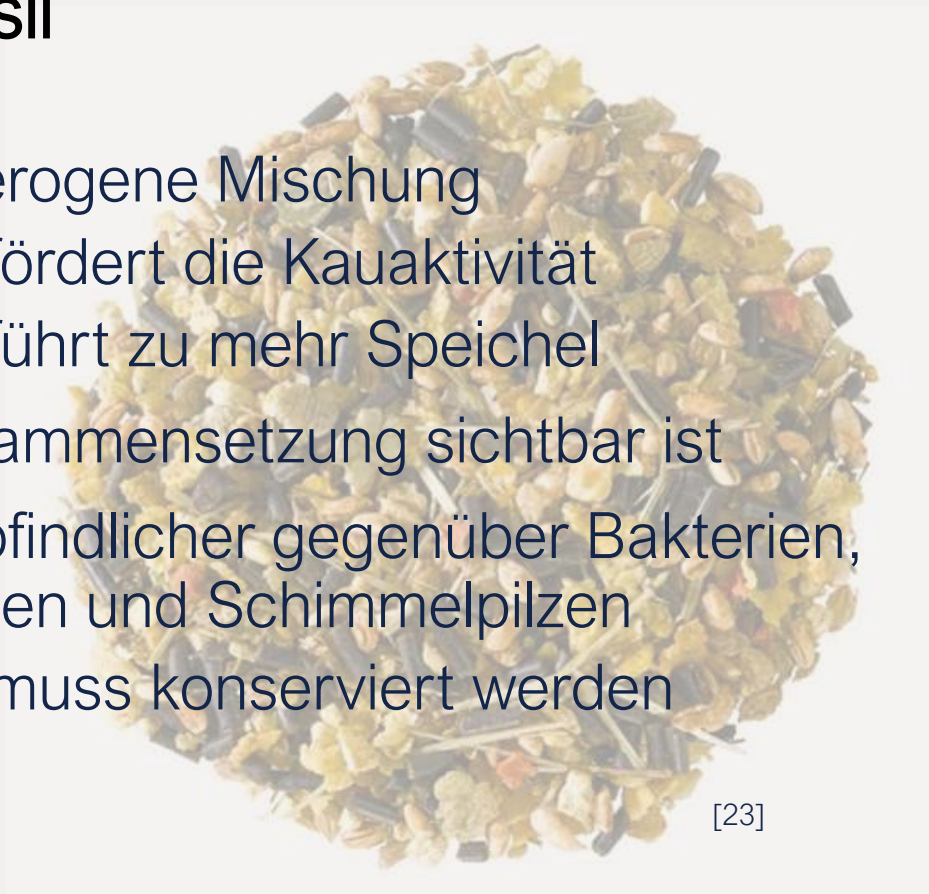 sli
erogene Mischung
fördert die Kauaktivität
führt zu mehr Speichel
ammensetzung sichtbar ist
pfindlicher gegenüber Bakterien,
en und Schimmelpilzen
muss konserviert werden
[23]